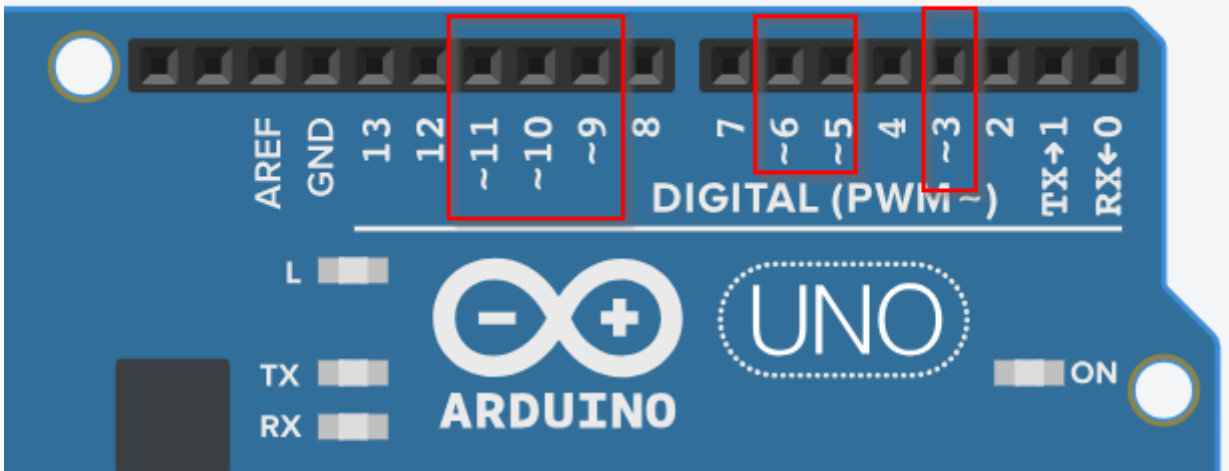 AREF
GND
13
12
~11
~10
~9
8
7
~6
~5
4
~3
2
TX→1
RX←0
DIGITAL (PWM~)
L
TX
RX
ARDUINO
UNO
ON